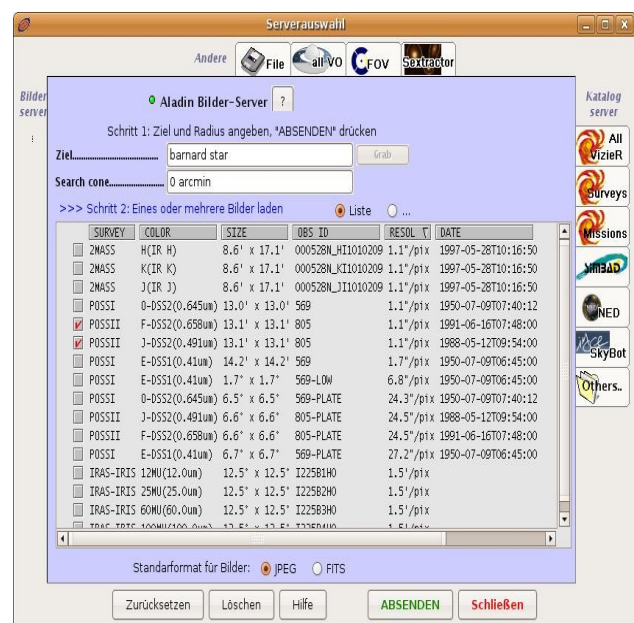 Serverauswahl
Andere File all VO FOV Sextractor
Bilder server
Katalog server
Aladin Bilder-Server ?
Schritt 1: Ziel und Radius angeben, "ABSENDEN" drücken
Ziel barnard star Grab
Search cone 0 arcmin
>>> Schritt 2: Eines oder mehrere Bilder laden Liste ...
SURVEY COLOR SIZE OBS ID RESOL DATE
2MASS H(IR H) 8.6' x 17.1' 000528N_HI1010209 1.1"/pix 1997-05-28T10:16:50
2MASS K(IR K) 8.6' x 17.1' 000528N_KI1010209 1.1"/pix 1997-05-28T10:16:50
2MASS J(IR J) 8.6' x 17.1' 000528N_JI1010209 1.1"/pix 1997-05-28T10:16:50
POSSI O-DSS2(0.645um) 13.0' x 13.0' 569 1.1"/pix 1950-07-09T07:40:12
POSSII F-DSS2(0.658um) 13.1' x 13.1' 805 1.1"/pix 1991-06-16T07:48:00
POSSII J-DSS2(0.491um) 13.1' x 13.1' 805 1.1"/pix 1988-05-12T09:54:00
POSSI E-DSS1(0.41um) 14.2' x 14.2' 569 1.7"/pix 1950-07-09T06:45:00
POSSI E-DSS1(0.41um) 1.7° x 1.7° 569-LOW 6.8"/pix 1950-07-09T06:45:00
POSSI O-DSS2(0.645um) 6.5° x 6.5° 569-PLATE 24.3"/pix 1950-07-09T07:40:12
POSSII J-DSS2(0.491um) 6.6° x 6.6° 805-PLATE 24.5"/pix 1988-05-12T09:54:00
POSSII F-DSS2(0.658um) 6.6° x 6.6° 805-PLATE 24.5"/pix 1991-06-16T07:48:00
POSSI E-DSS1(0.41um) 6.7° x 6.7° 569-PLATE 27.2"/pix 1950-07-09T06:45:00
IRAS-IRIS 12MU(12.0um) 12.5° x 12.5° I225B1H0 1.5'/pix
IRAS-IRIS 25MU(25.0um) 12.5° x 12.5° I225B2H0 1.5'/pix
IRAS-IRIS 60MU(60.0um) 12.5° x 12.5° I225B3H0 1.5'/pix
IRAS-IRIS 100MU(100.0um) 12.5° x 12.5° I225B4H0 1.5'/pix
All VizieR
Surveys
Missions
SIMBAD
NED
SkyBot
Others..
Standarformat für Bilder: JPEG FITS
Zurücksetzen Löschen Hilfe ABSENDEN Schließen